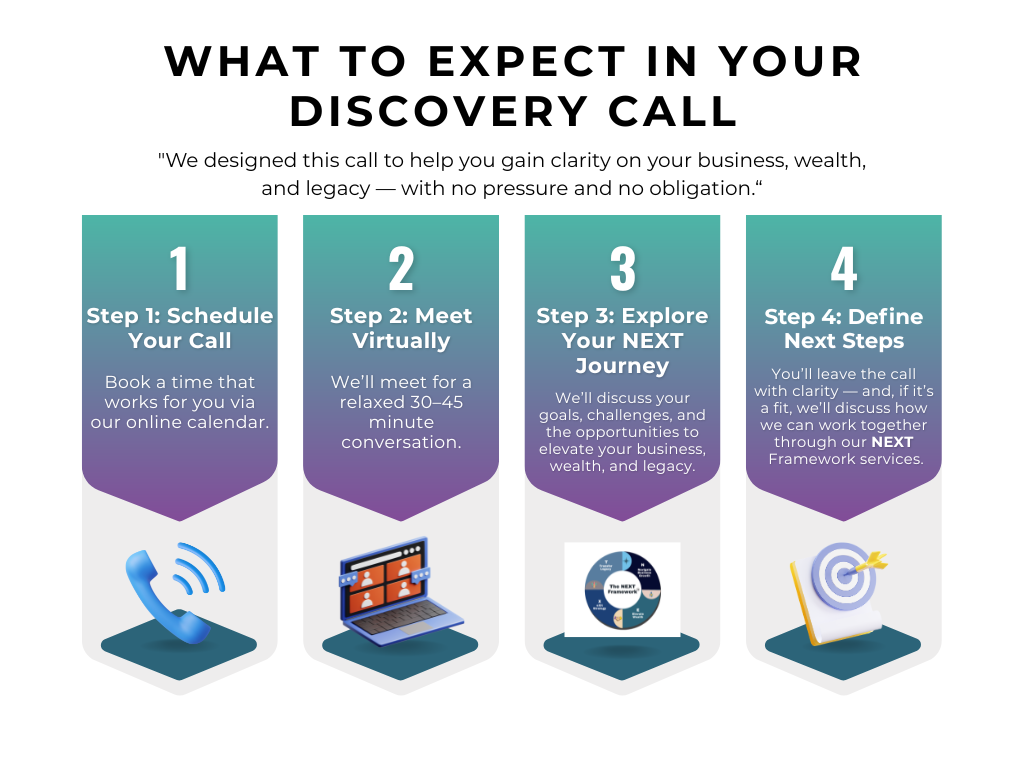 WHAT TO EXPECT IN YOUR
DISCOVERY CALL
"We designed this call to help you gain clarity on your business, wealth,
and legacy — with no pressure and no obligation.“
1
Step 1: Schedule
Your Call
Book a time that
works for you via
our online calendar.
2
Step 2: Meet
Virtually
We’ll meet for a
relaxed 30–45
minute
conversation.
3
Step 3: Explore
Your NEXT
Journey
We’ll discuss your
goals, challenges, and
the opportunities to
elevate your business,
wealth, and legacy.
4
Step 4: Define
Next Steps
You’ll leave the call
with clarity — and, if it’s
a fit, we’ll discuss how
we can work together
through our NEXT
Framework services.
The NEXT
Framework